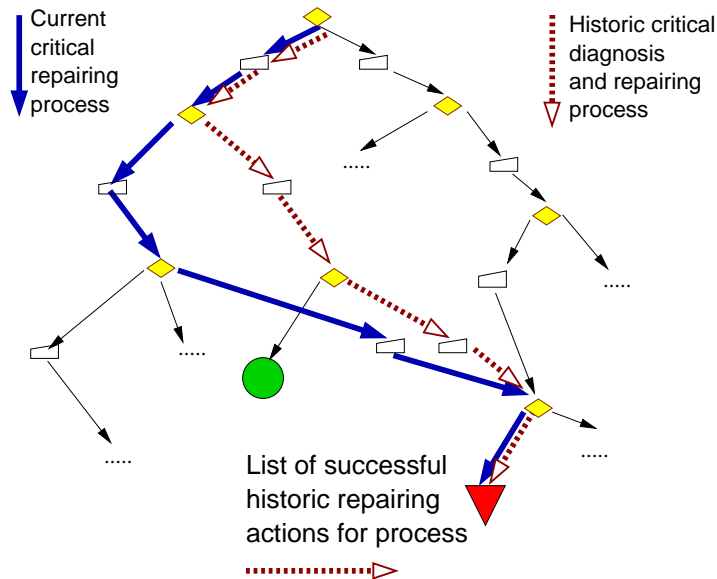 Current
critical
repairing
process
Historic critical
diagnosis
and repairing
process
.....
.....
.....
.....
.....
List of successful
historic repairing
actions for process